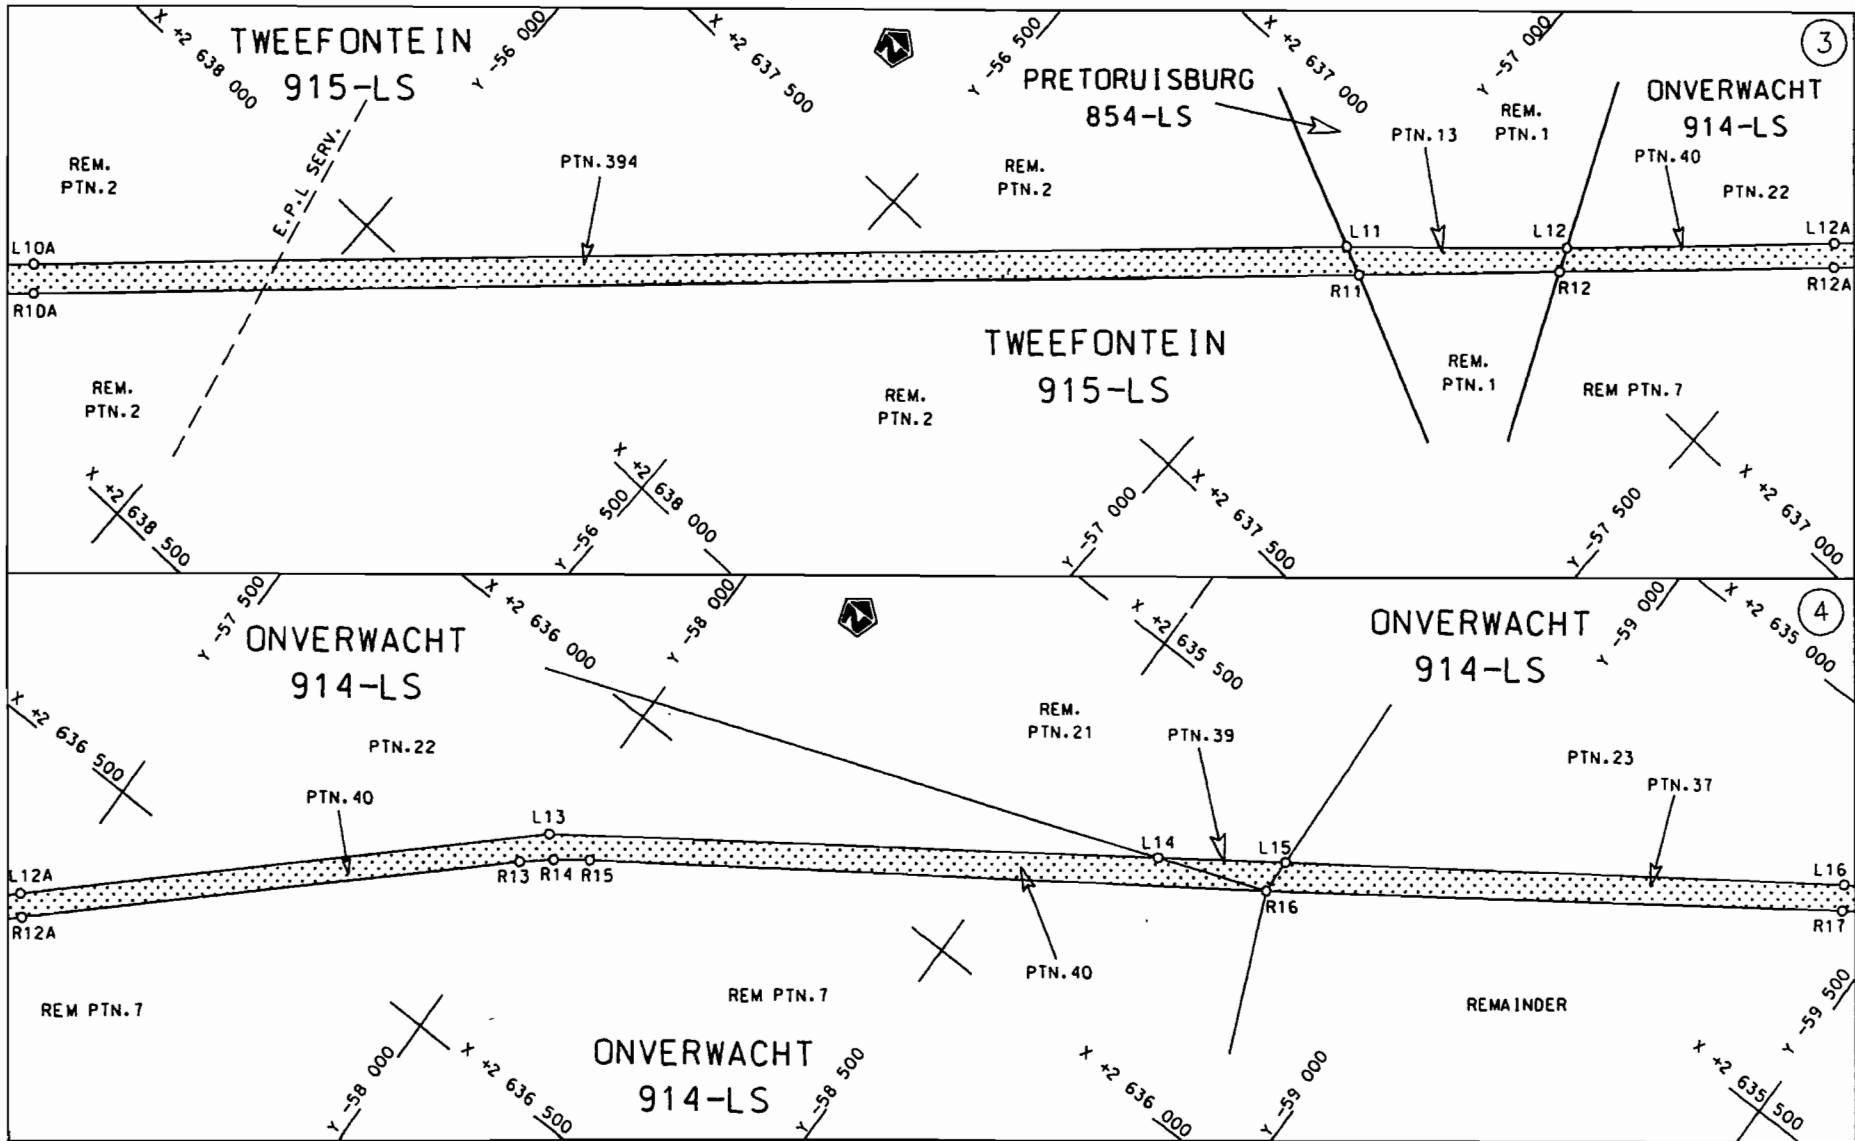 X +2 638 000
TWEEFONTEIN
915-LS
Y -56 000
X +2 637 500
Y -56 500
PRETORUISBURG
854-LS
X +2 637 000
Y -57 000
3
ONVERWACHT
914-LS
REM.
PTN.2
E.P.L SERV.
PTN.394
REM.
PTN.2
PTN.13
REM.
PTN.1
PTN.40
PTN.22
L10A
L11
L12
L12A
R10A
R11
R12
R12A
TWEEFONTEIN
915-LS
REM.
PTN.2
REM.
PTN.2
REM.
PTN.1
REM PTN.7
X +2 638 500
Y -56 500
X +2 638 000
Y -57 000
X +2 637 500
Y -57 500
X +2 637 000
Y -57 500
ONVERWACHT
914-LS
X +2 636 000
Y -58 000
X +2 635 500
ONVERWACHT
914-LS
Y -59 000
X +2 635 000
4
X +2 636 500
PTN.22
PTN.40
REM.
PTN.21
PTN.39
PTN.23
PTN.37
L13
L14
L15
L12A
L16
R13
R14
R15
R16
R12A
R17
PTN.40
REM PTN.7
REM PTN.7
REMAINDER
ONVERWACHT
914-LS
Y -58 000
X +2 636 500
Y -58 500
X +2 636 000
Y -59 000
X +2 635 500
Y -59 500